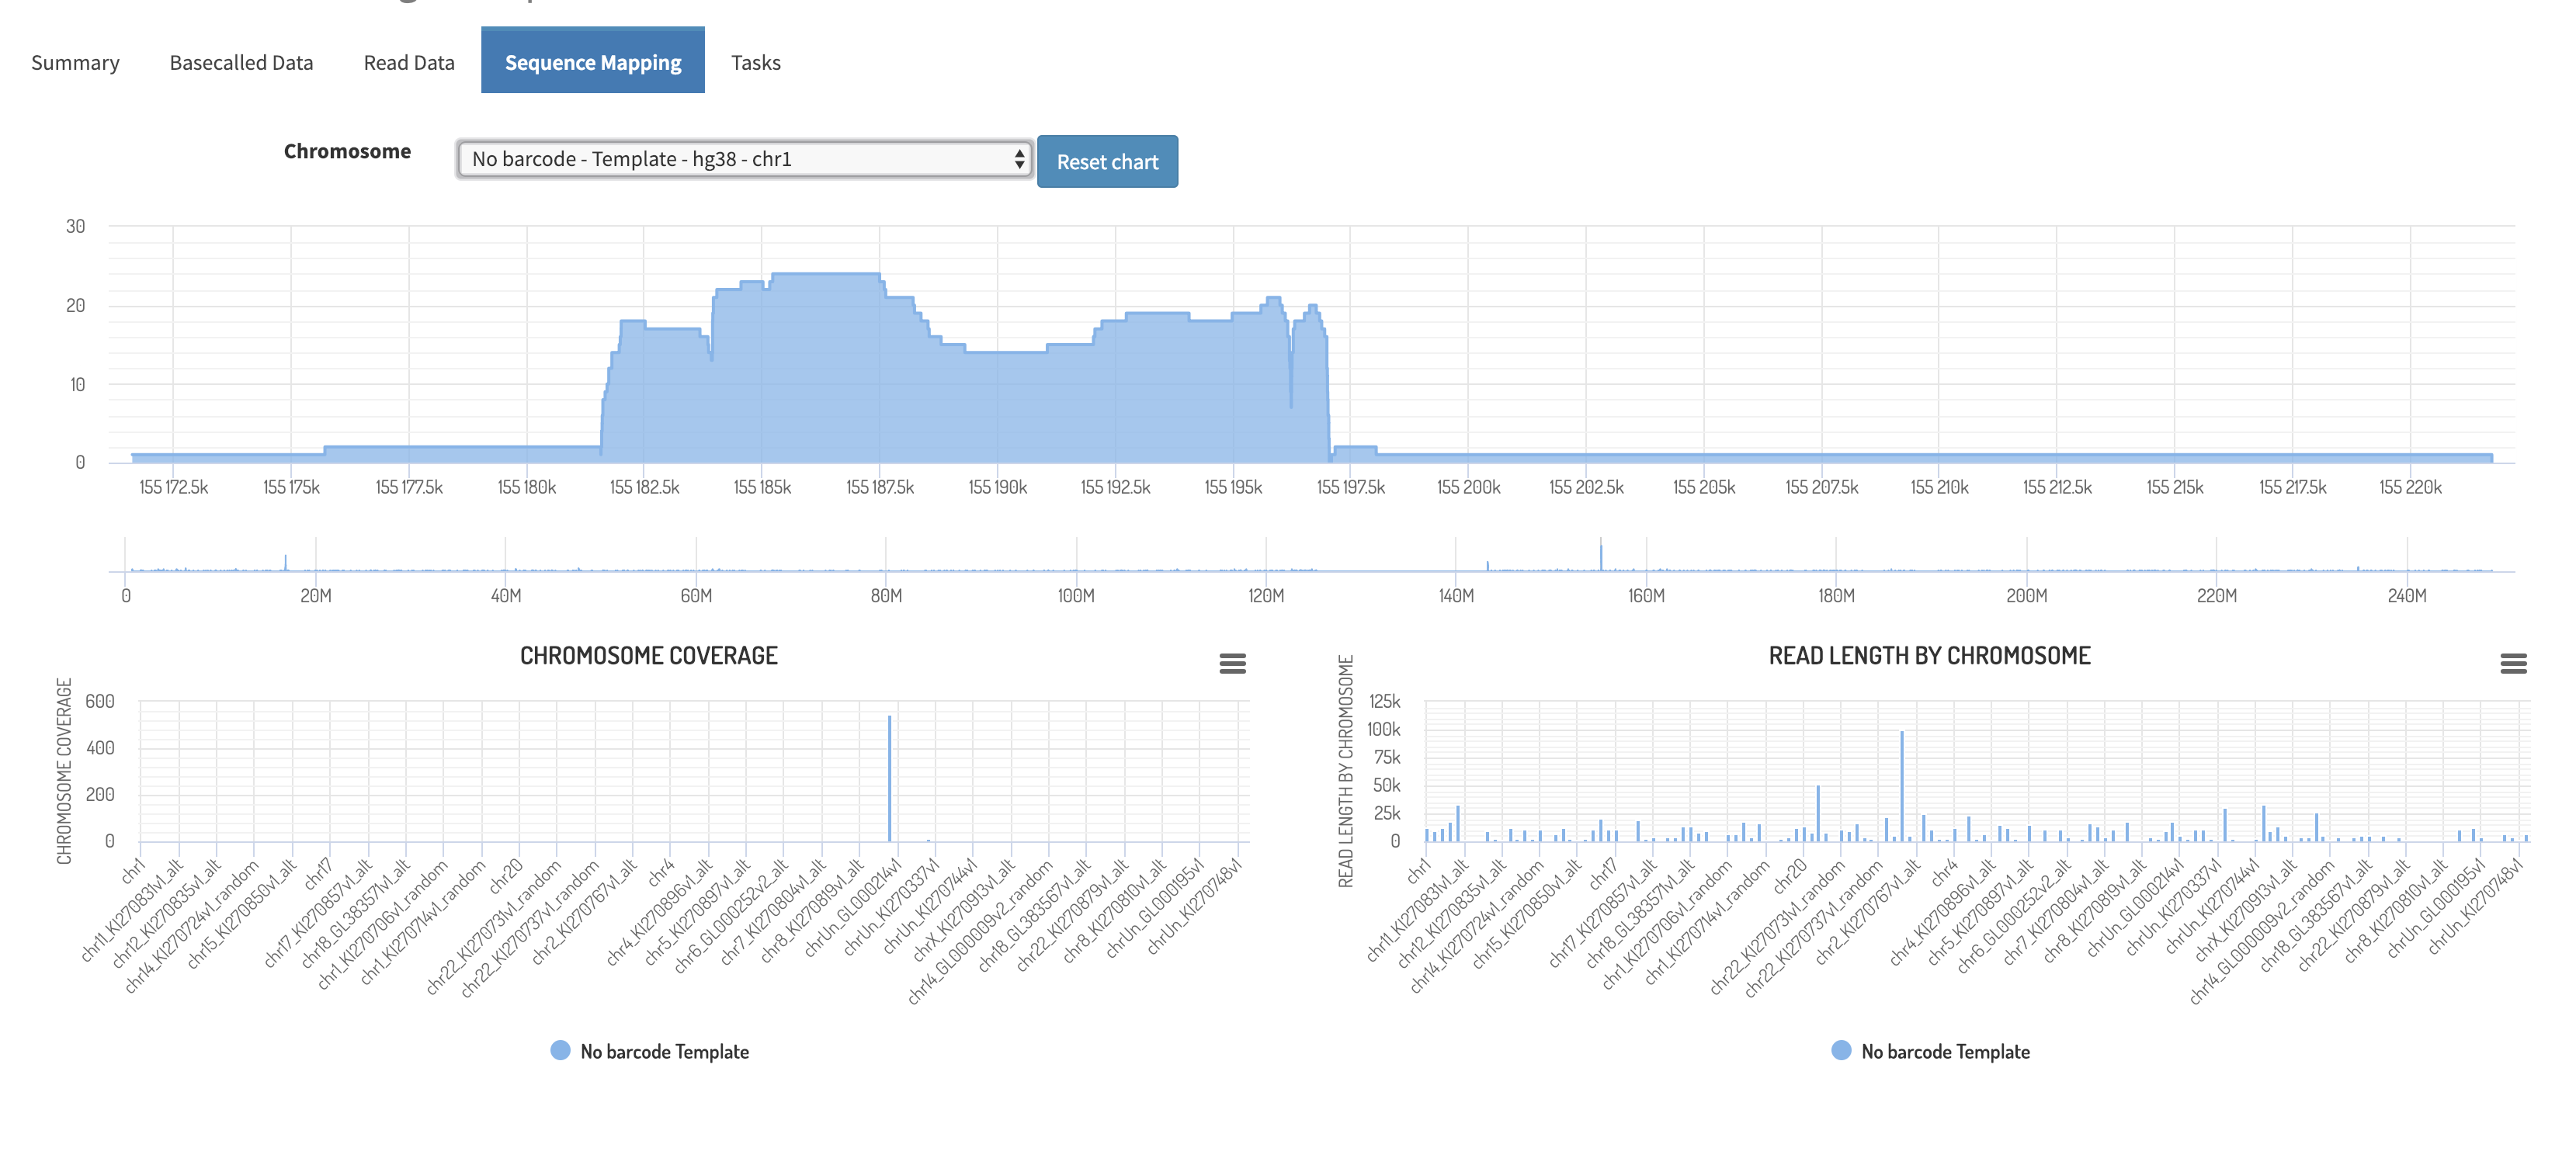 Summary Basecalled Data Read Data Sequence Mapping Tasks
Chromosome No barcode - Template - hg38 - chr1 Reset chart
30
20
10
0
155 172.5k 155 175k 155 177.5k 155 180k 155 182.5k 155 185k 155 187.5k 155 190k 155 192.5k 155 195k 155 197.5k 155 200k 155 202.5k 155 205k 155 207.5k 155 210k 155 212.5k 155 215k 155 217.5k 155 220k
0 20M 40M 60M 80M 100M 120M 140M 160M 180M 200M 220M 240M
CHROMOSOME COVERAGE
CHROMOSOME COVERAGE
600
400
200
0
chr1
chr11_KI270831v1_alt
chr12_KI270835v1_alt
chr14_KI270724v1_random
chr15_KI270850v1_alt
chr17
chr17_KI270857v1_alt
chr18_GL383571v1_alt
chr1_KI270706v1_random
chr1_KI270714v1_random
chr20
chr22_KI270731v1_random
chr22_KI270737v1_random
chr2_KI270767v1_alt
chr4
chr4_KI270896v1_alt
chr5_KI270897v1_alt
chr6_GL000252v2_alt
chr7_KI270804v1_alt
chr8_KI270819v1_alt
chrUn_GL000214v1
chrUn_KI270337v1
chrUn_KI270744v1
chrX_KI270913v1_alt
chr14_GL000009v2_random
chr18_GL383567v1_alt
chr22_KI270879v1_alt
chr8_KI270810v1_alt
chrUn_GL000195v1
chrUn_KI270748v1
No barcode Template
READ LENGTH BY CHROMOSOME
READ LENGTH BY CHROMOSOME
125k
100k
75k
50k
25k
0
chr1
chr11_KI270831v1_alt
chr12_KI270835v1_alt
chr14_KI270724v1_random
chr15_KI270850v1_alt
chr17
chr17_KI270857v1_alt
chr18_GL383571v1_alt
chr1_KI270706v1_random
chr1_KI270714v1_random
chr20
chr22_KI270731v1_random
chr22_KI270737v1_random
chr2_KI270767v1_alt
chr4
chr4_KI270896v1_alt
chr5_KI270897v1_alt
chr6_GL000252v2_alt
chr7_KI270804v1_alt
chr8_KI270819v1_alt
chrUn_GL000214v1
chrUn_KI270337v1
chrUn_KI270744v1
chrX_KI270913v1_alt
chr14_GL000009v2_random
chr18_GL383567v1_alt
chr22_KI270879v1_alt
chr8_KI270810v1_alt
chrUn_GL000195v1
chrUn_KI270748v1
No barcode Template